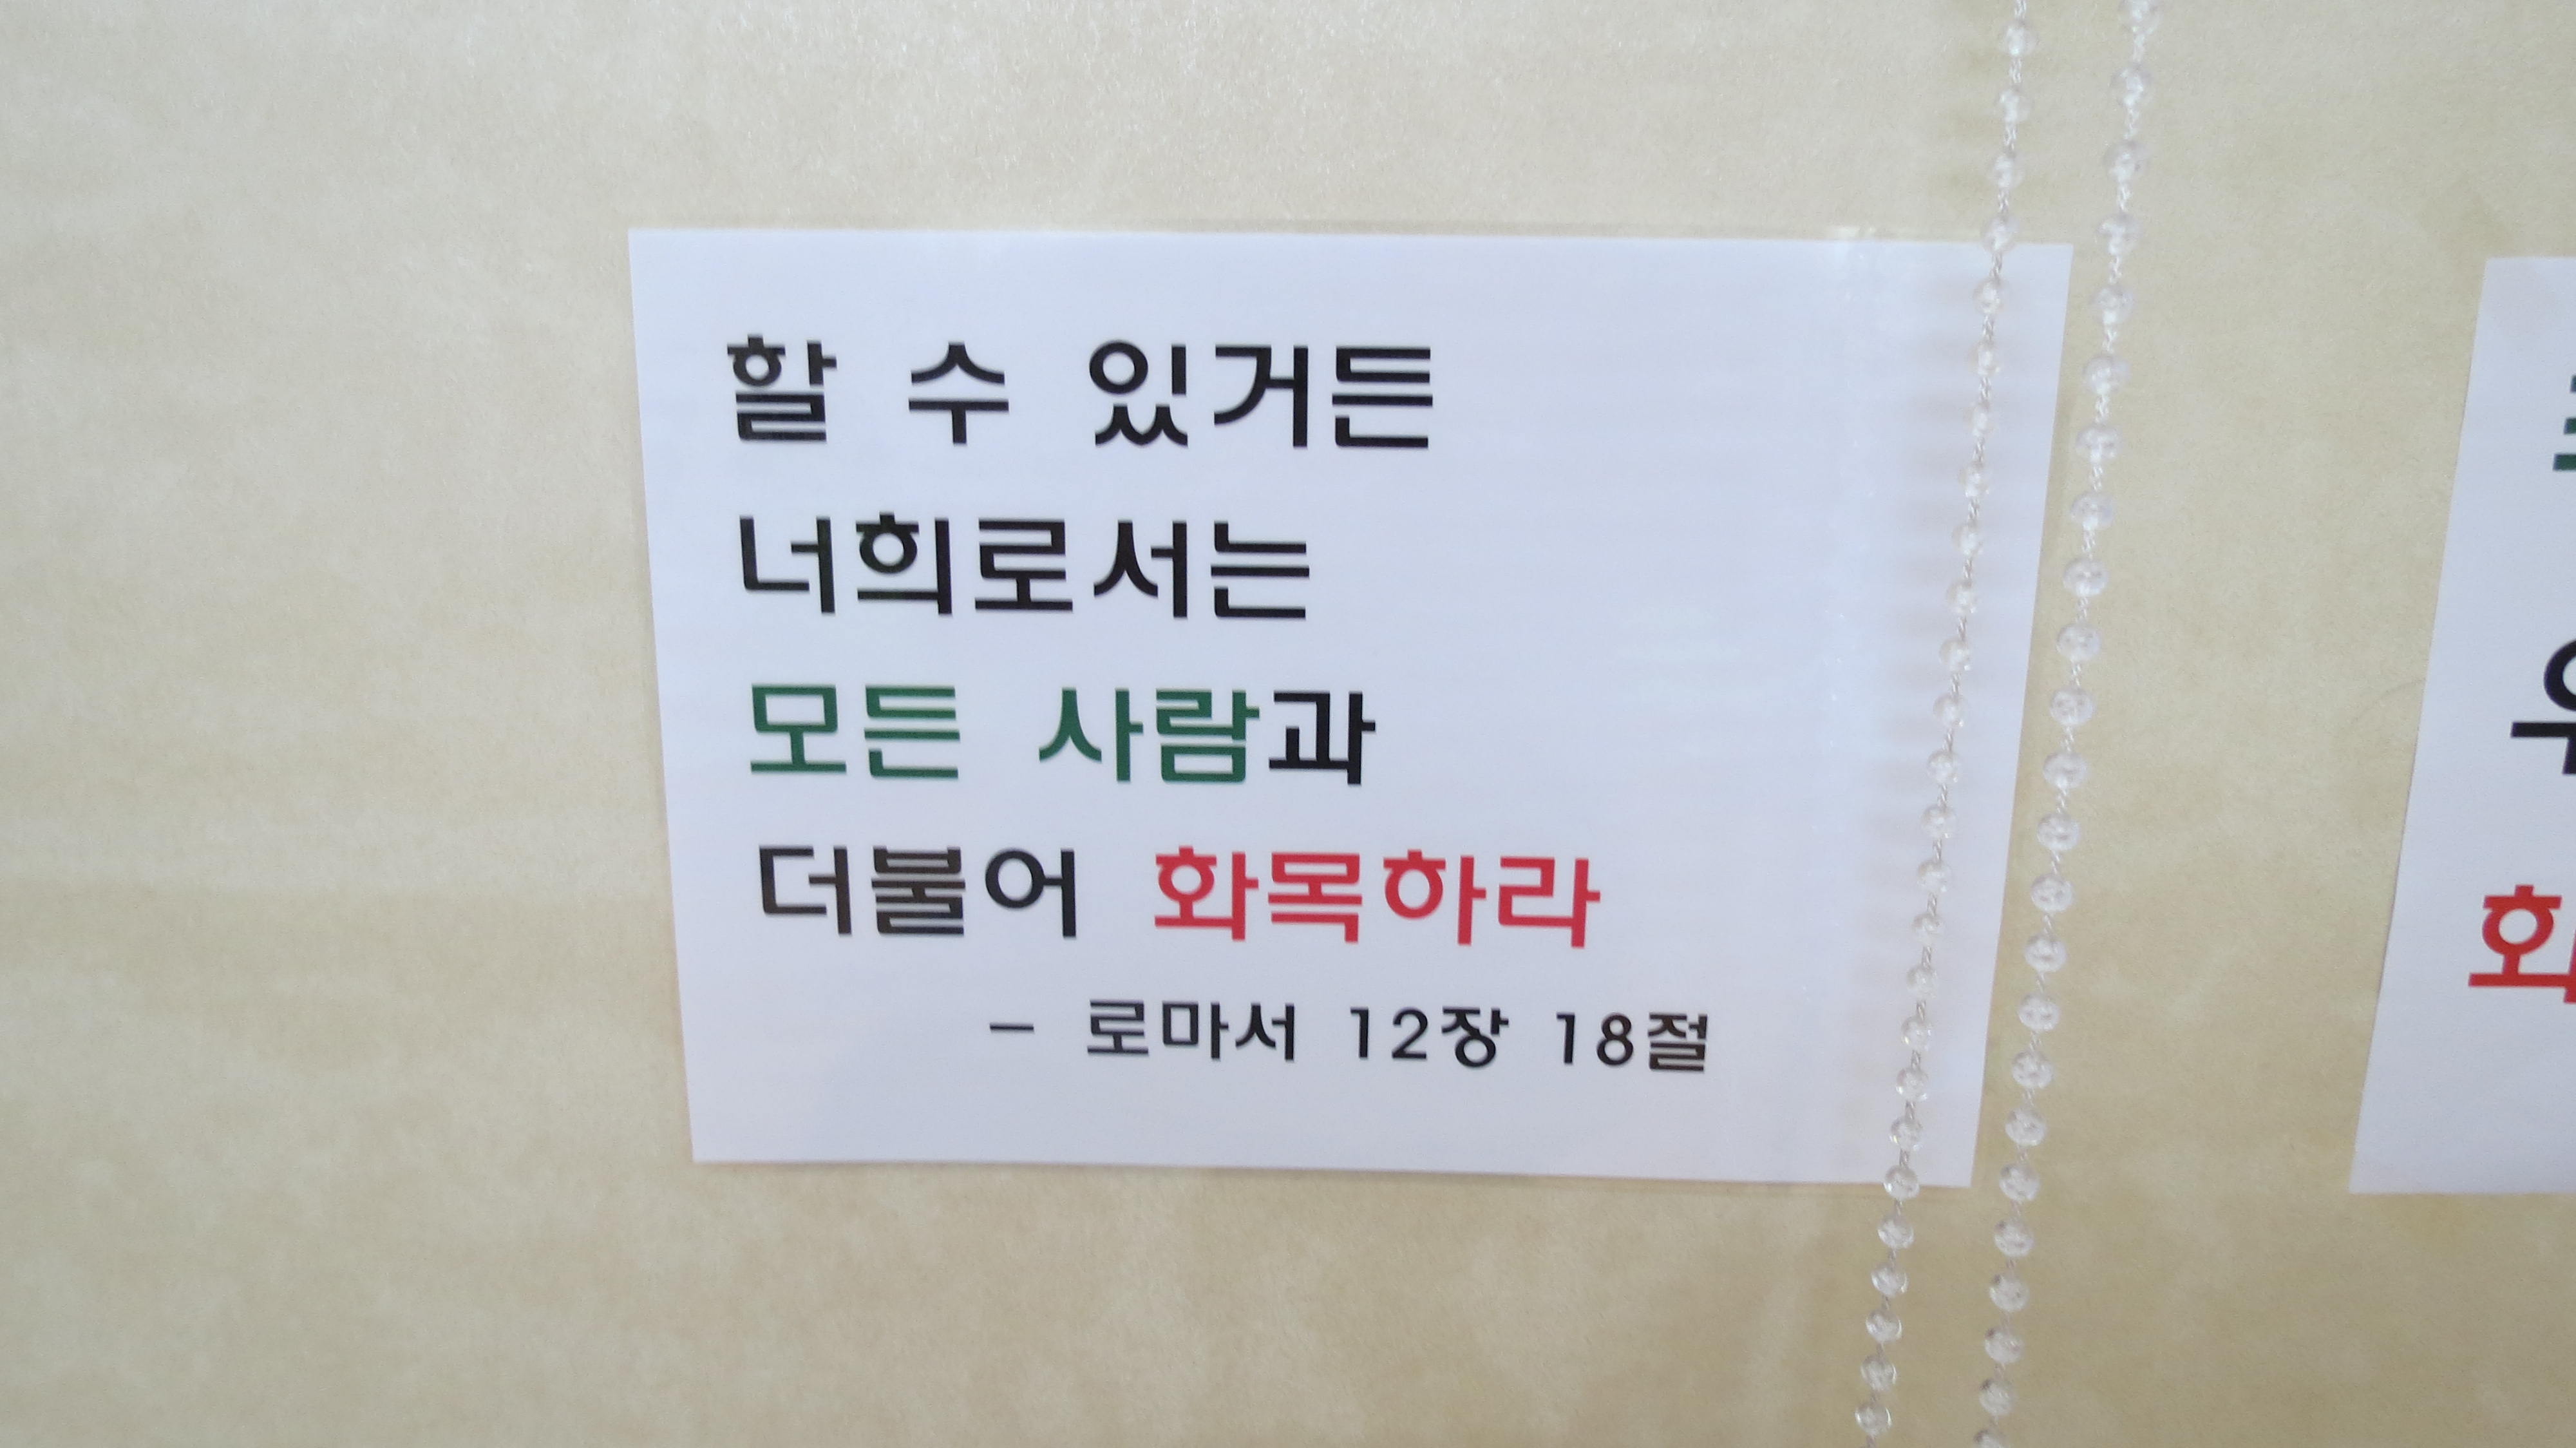 할 수 있거든
너희로서는
모든 사람과
더불어 화목하라
- 로마서 12장 18절